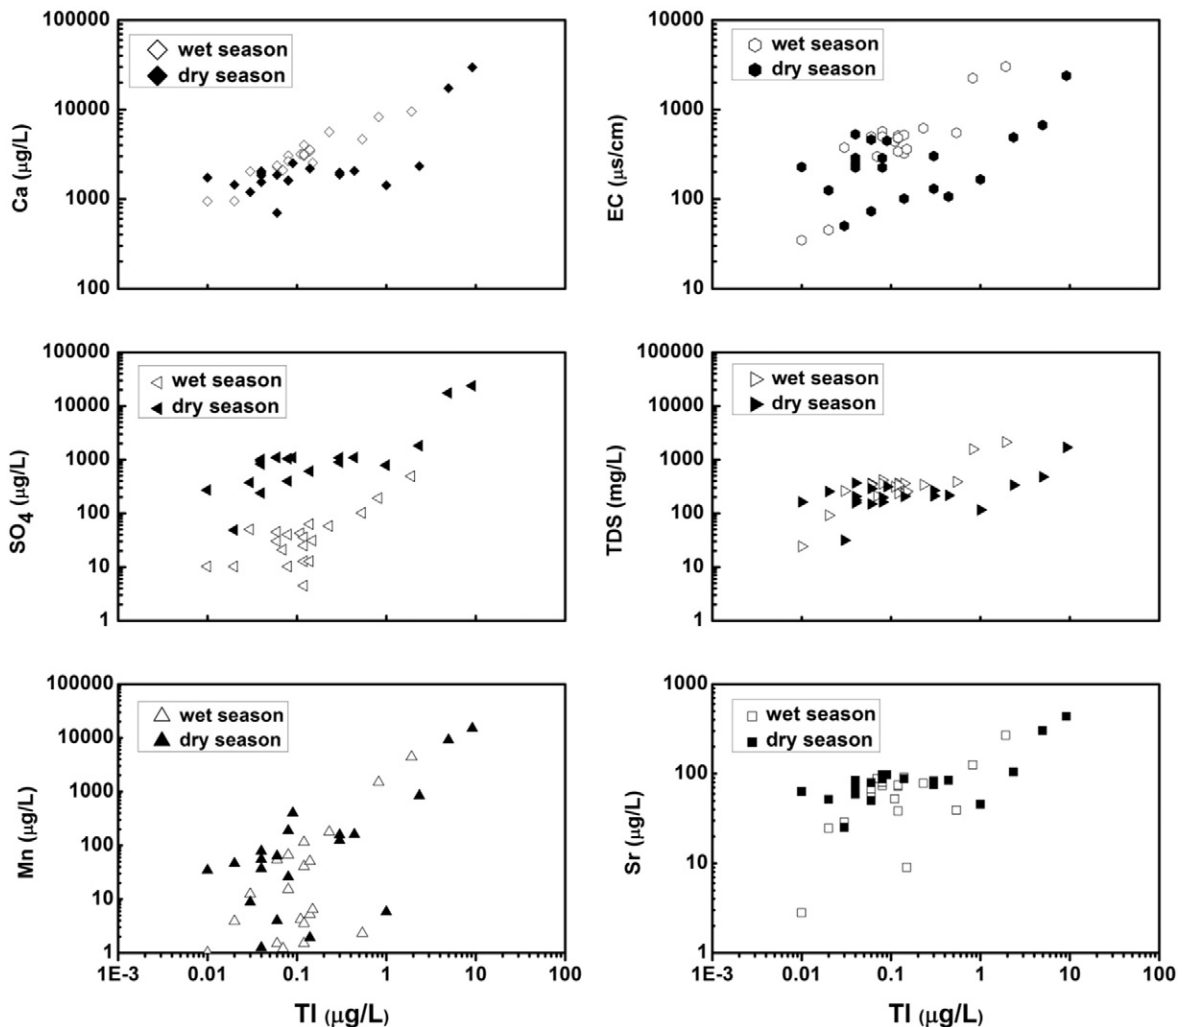 100000
10000
1000
100
Ca (μg/L)
wet season
dry season
10000
1000
100
10
EC (μs/cm)
wet season
dry season
100000
10000
1000
100
10
1
SO4 (μg/L)
wet season
dry season
100000
10000
1000
100
10
1
TDS (mg/L)
wet season
dry season
100000
10000
1000
100
10
1
Mn (μg/L)
wet season
dry season
1E-3 0.01 0.1 1 10 100
Tl (μg/L)
1000
100
10
1
Sr (μg/L)
wet season
dry season
1E-3 0.01 0.1 1 10 100
Tl (μg/L)